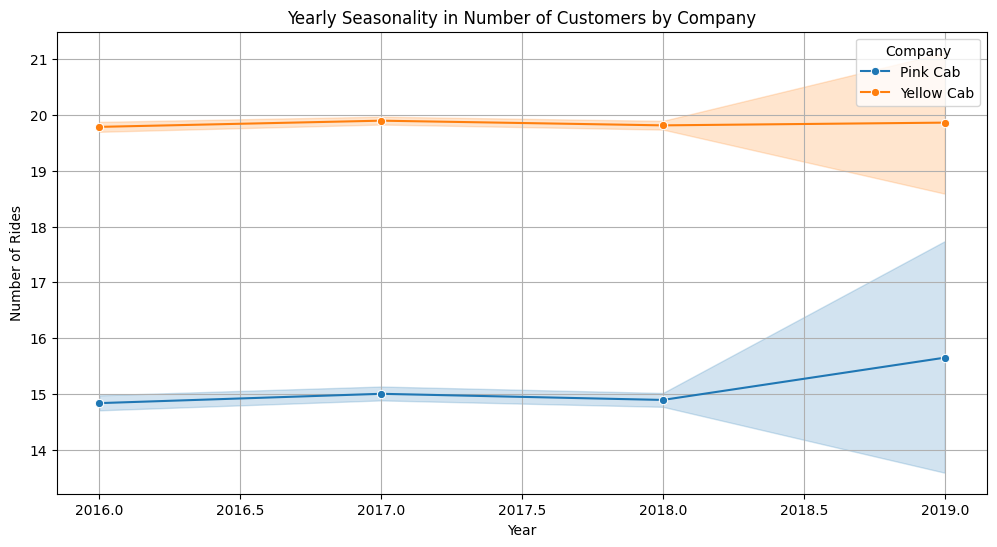 Yearly Seasonality in Number of Customers by Company
Company
Pink Cab
Yellow Cab
Number of Rides
21
20
19
18
17
16
15
14
2016.0 2016.5 2017.0 2017.5 2018.0 2018.5 2019.0
Year